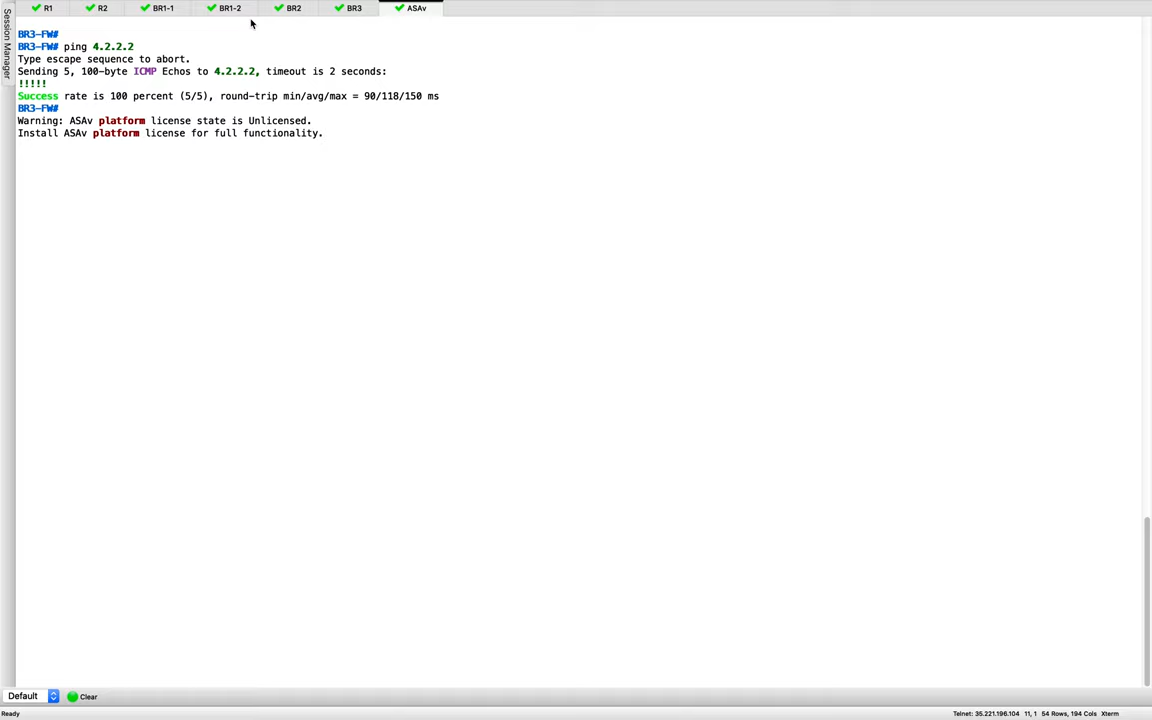 R1 R2 BR1-1 BR1-2 BR2 BR3 ASAv
Session Manager
BR3-FW#
BR3-FW# ping 4.2.2.2
Type escape sequence to abort.
Sending 5, 100-byte ICMP Echos to 4.2.2.2, timeout is 2 seconds:
!!!!!
Success rate is 100 percent (5/5), round-trip min/avg/max = 90/118/150 ms
BR3-FW#
Warning: ASAv platform license state is Unlicensed.
Install ASAv platform license for full functionality.
Default Clear
Ready Telnet: 35.221.196.104 11, 1 54 Rows, 194 Cols Xterm